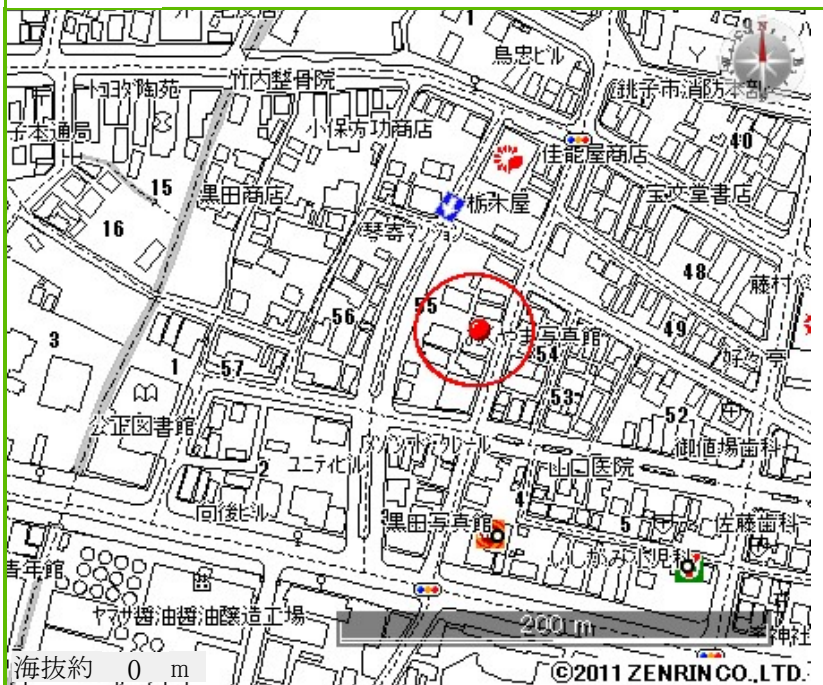 鳥忠ビル
竹内整骨院
トヨタ陶苑
銚子市消防本部
小保方功商店
子本通局
佳能屋商店
40
15
黒田商店
宝文堂書店
栃木屋
16
琴寄マンション
48
藤村
55
56
やま写真館
49
3
54
好々亭
1
57
53
52
公正図書館
御値場歯科
2
ユニティビル
山口医院
4
向後ビル
黒田写真館
5
佐藤歯科
いしがみ小児科
青年館
ヤマサ醤油醤油醸造工場
200 m
神社
海抜約 0 m
©2011 ZENRIN CO.,LTD.